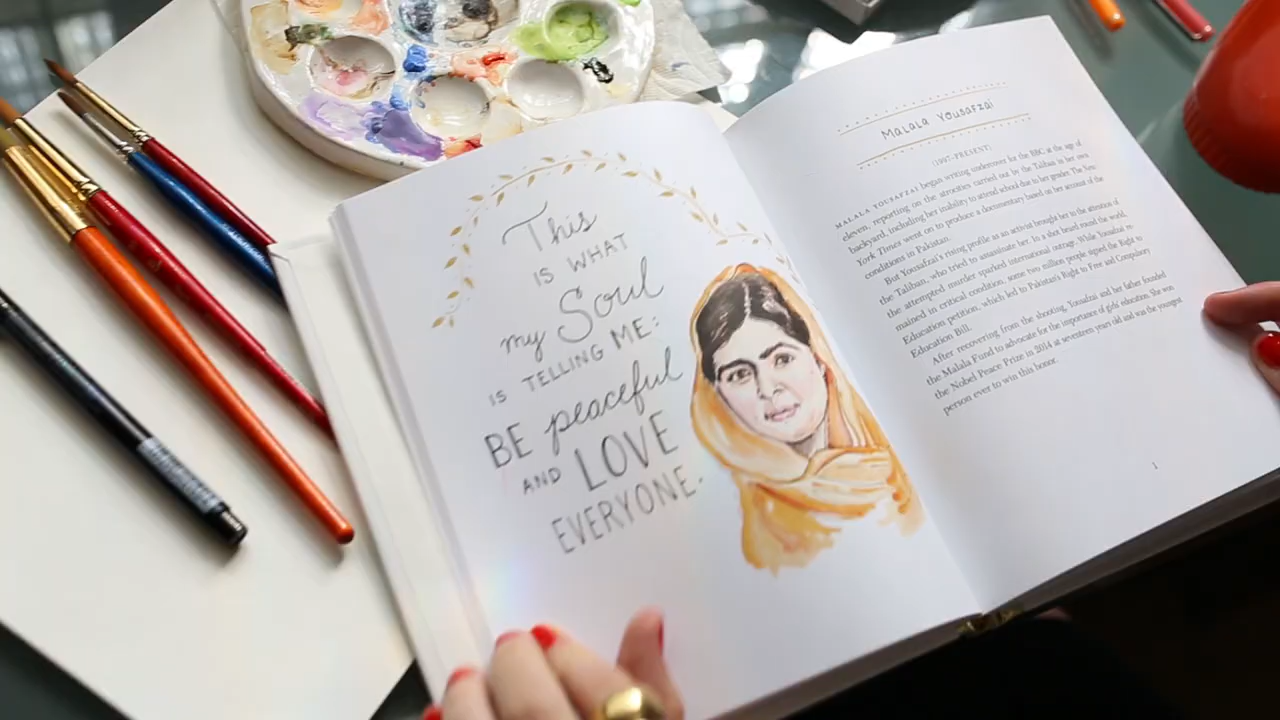 This
IS WHAT
my Soul
IS TELLING ME:
BE peaceful
AND LOVE
EVERYONE.
Malala Yousafzai
(1997-PRESENT)
MALALA YOUSAFZAI began writing undercover for the BBC at the age of
eleven, reporting on the atrocities carried out by the Taliban in her own
backyard, including her inability to attend school due to her gender. The New
York Times went on to produce a documentary based on her account of the
conditions in Pakistan.
But Yousafzai's rising profile as an activist brought her to the attention of
the Taliban, who tried to assassinate her. In a shot heard round the world,
the attempted murder sparked international outrage. While Yousafzai re-
mained in critical condition, some two million people signed the Right to
Education petition, which led to Pakistan's Right to Free and Compulsory
Education Bill.
After recovering from the shooting, Yousafzai and her father founded
the Malala Fund to advocate for the importance of girls' education. She won
the Nobel Peace Prize in 2014 at seventeen years old and was the youngest
person ever to win this honor.
1